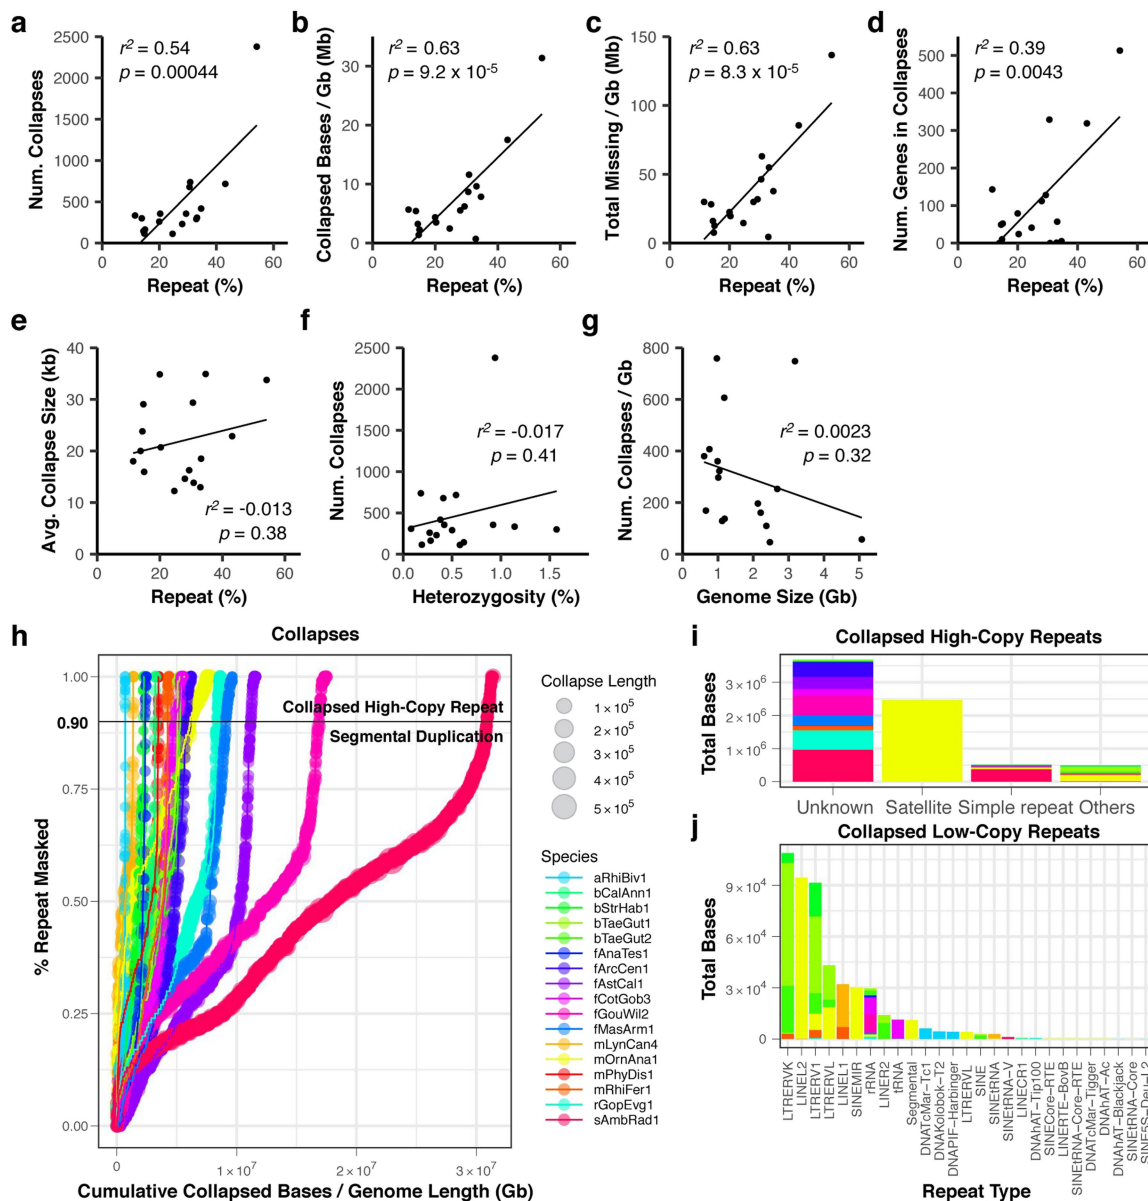 a
r² = 0.54
p = 0.00044
Num. Collapses
2500
2000
1500
1000
500
0
0 20 40 60
Repeat (%)
b
r² = 0.63
p = 9.2 x 10⁻⁵
Collapsed Bases / Gb (Mb)
30
20
10
0
0 20 40 60
Repeat (%)
c
r² = 0.63
p = 8.3 x 10⁻⁵
Total Missing / Gb (Mb)
150
100
50
0
0 20 40 60
Repeat (%)
d
r² = 0.39
p = 0.0043
Num. Genes in Collapses
500
400
300
200
100
0
0 20 40 60
Repeat (%)
e
r² = -0.013
p = 0.38
Avg. Collapse Size (kb)
40
30
20
10
0
0 20 40 60
Repeat (%)
f
r² = -0.017
p = 0.41
Num. Collapses
2500
2000
1500
1000
500
0
0.0 0.5 1.0 1.5
Heterozygosity (%)
g
r² = 0.0023
p = 0.32
Num. Collapses / Gb
800
600
400
200
0
0 1 2 3 4 5
Genome Size (Gb)
h
Collapses
% Repeat Masked
1.00
0.90
0.75
0.50
0.25
0.00
Collapsed High-Copy Repeat
Segmental Duplication
0 1 × 10⁷ 2 × 10⁷ 3 × 10⁷
Cumulative Collapsed Bases / Genome Length (Gb)
Collapse Length
1 × 10⁵
2 × 10⁵
3 × 10⁵
4 × 10⁵
5 × 10⁵
Species
aRhiBiv1
bCalAnn1
bStrHab1
bTaeGut1
bTaeGut2
fAnaTes1
fArcCen1
fAstCal1
fCotGob3
fGouWil2
fMasArm1
mLynCan4
mOrnAna1
mPhyDis1
mRhiFer1
rGopEvg1
sAmbRad1
i
Collapsed High-Copy Repeats
Total Bases
3 × 10⁶
2 × 10⁶
1 × 10⁶
0
Unknown Satellite Simple repeat Others
j
Collapsed Low-Copy Repeats
Total Bases
9 × 10⁴
6 × 10⁴
3 × 10⁴
0
LTRERVK
LINEL2
LTRERV1
LTRERVL
LINEL1
SINEMIR
rRNA
LINER2
tRNA
Segmental
DNATcMar-Tc1
DNAKolobok-T2
DNAPIF-Harbinger
LTRERVL
SINE
SINEtRNA
SINEtRNA-V
LINECR1
DNAhAT-Tip100
SINECore-RTE
LINERTE-BovB
SINEtRNA-Core-RTE
DNATcMar-Tigger
DNAhAT-Ac
DNAhAT-Blackjack
SINEtRNA-Core
SINE5S-Deu-L2
Repeat Type